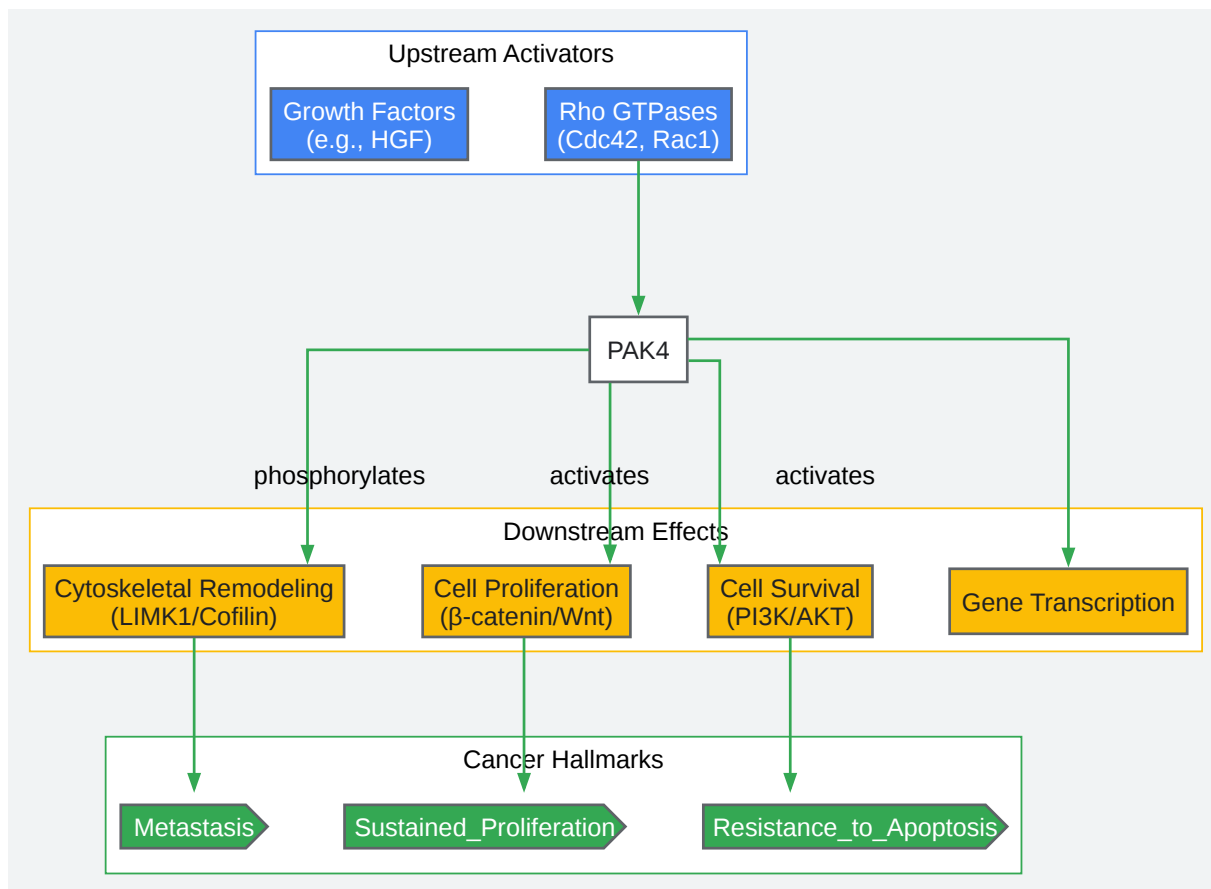 Upstream Activators
Growth Factors
(e.g., HGF)
Rho GTPases
(Cdc42, Rac1)
PAK4
phosphorylates
activates
activates
Downstream Effects
Cytoskeletal Remodeling
(LIMK1/Cofilin)
Cell Proliferation
(β-catenin/Wnt)
Cell Survival
(PI3K/AKT)
Gene Transcription
Cancer Hallmarks
Metastasis
Sustained_Proliferation
Resistance_to_Apoptosis